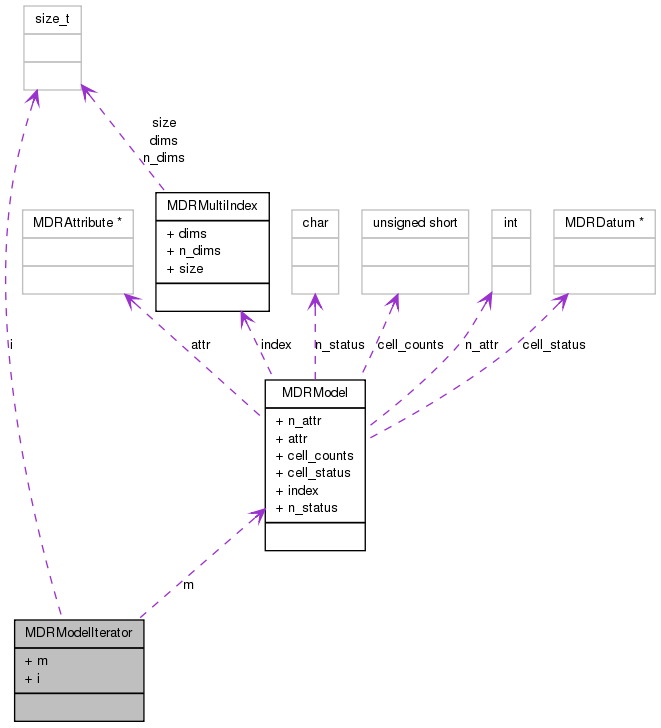 size_t
size
dims
n_dims
MDRMultiIndex
+ dims
+ n_dims
+ size
MDRAttribute *
char
unsigned short
int
MDRDatum *
i
attr
index
n_status
cell_counts
n_attr
cell_status
MDRModel
+ n_attr
+ attr
+ cell_counts
+ cell_status
+ index
+ n_status
m
MDRModelIterator
+ m
+ i